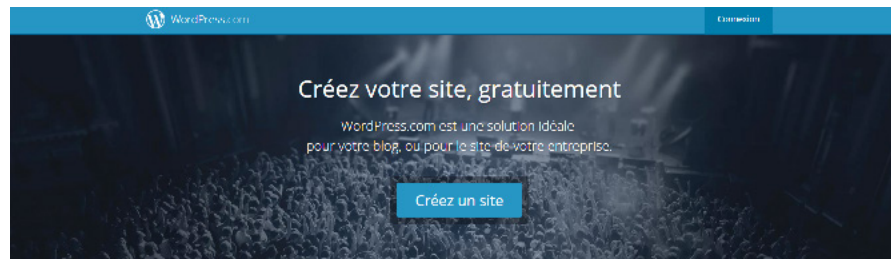 WordPress.com
Connexion
Créez votre site, gratuitement
WordPress.com est une solution idéale
pour votre blog, ou pour le site de votre entreprise.
Créez un site